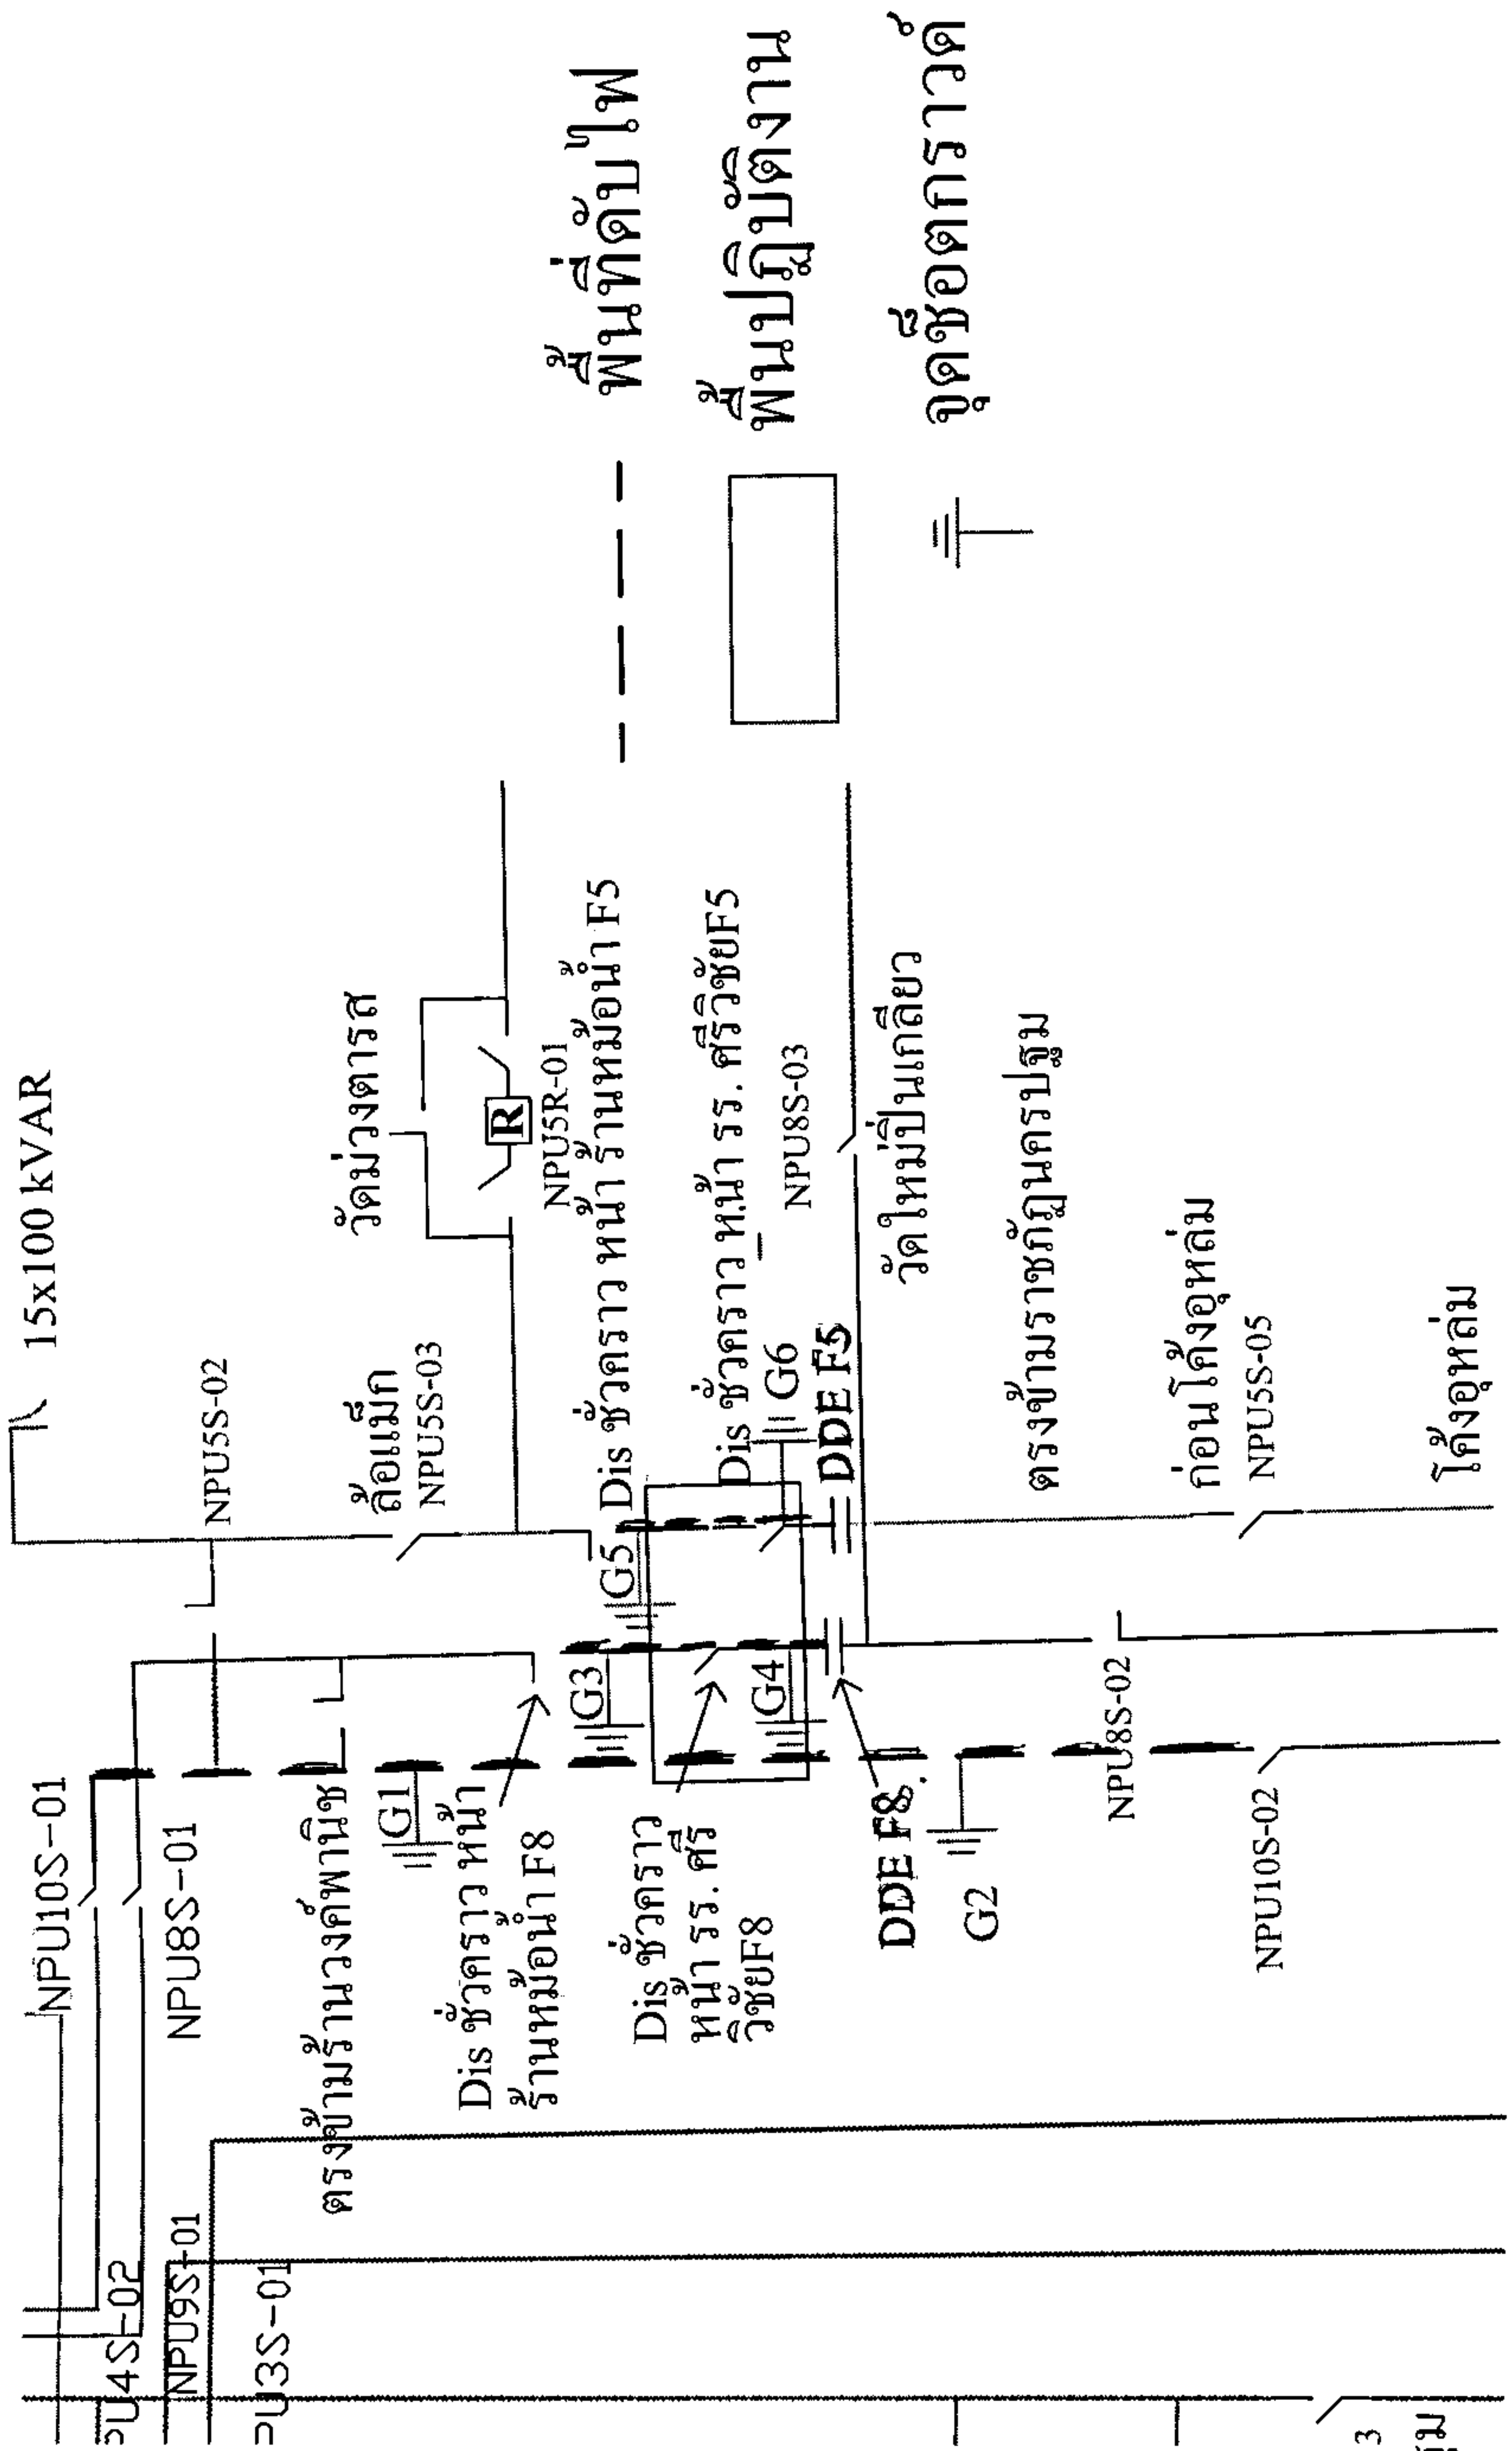 15x100 kVAR
NPU5S-02
ล้อแม็ก
NPU5S-03
วัดม่วงตารส
R
NPU5R-01
พื้นที่ดับไฟ
พื้นปฏิบัติงาน
จุดช็อตกราวด์
Dis ชั่วคราว หน้า ร้านหม้อน้ำ F5
Dis ชั่วคราว หน้า รร. ศรีวิชัยF5
NPU8S-03
G5
G6
DDE F5
วัดใหม่ปิ่นเกลียว
ตรงข้ามราชภัฏนครปฐม
ก่อนโค้งอุหล่ม
NPU5S-05
โค้งอุหล่ม
NPU10S-01
NPU8S-01
ตรงข้ามร้านวงค์พานิช
G1
Dis ชั่วคราว หน้า
ร้านหม้อน้ำ F8
G3
Dis ชั่วคราว
หน้า รร. ศรี
วิชัยF8
G4
DDE F8.
G2
NPU8S-02
NPU10S-02
PU4S-02
NPU9S-01
PU3S-01
3